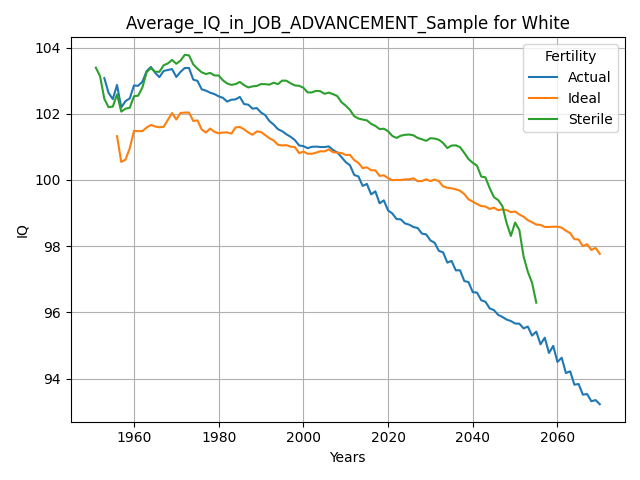 Average_IQ_in_JOB_ADVANCEMENT_Sample for White
Fertility
Actual
Ideal
Sterile
104
102
100
98
96
94
IQ
1960
1980
2000
2020
2040
2060
Years